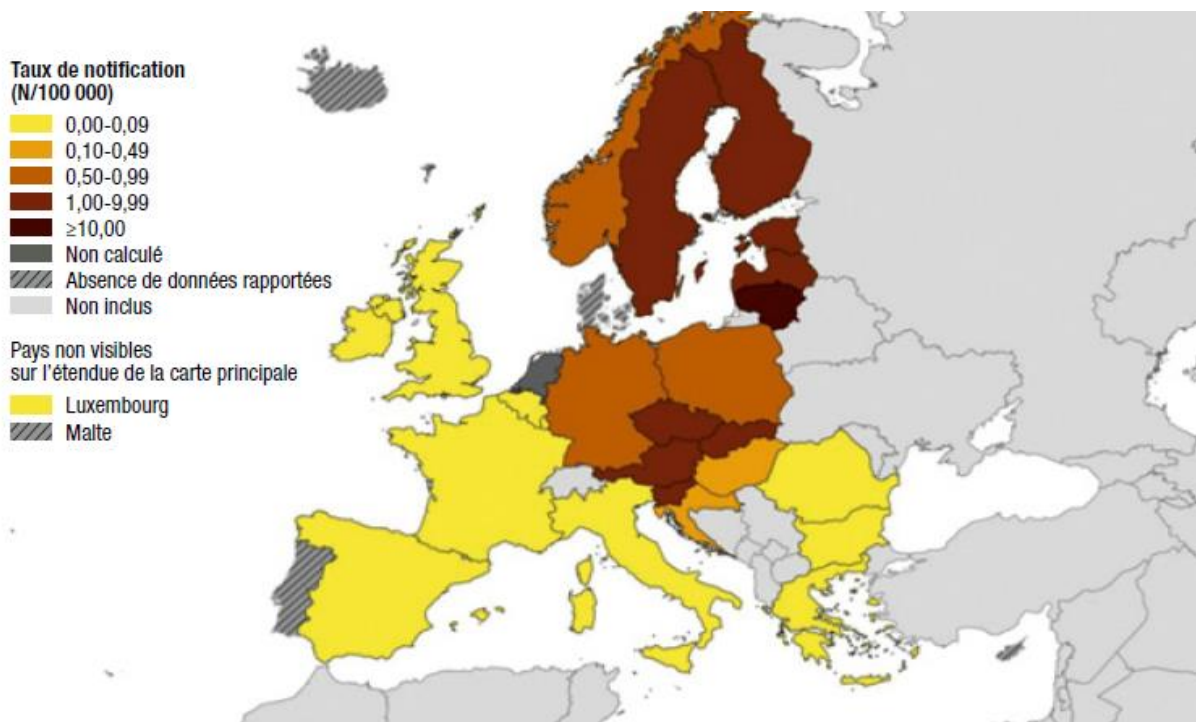 Taux de notification
(N/100 000)
0,00-0,09
0,10-0,49
0,50-0,99
1,00-9,99
≥10,00
Non calculé
Absence de données rapportées
Non inclus
Pays non visibles
sur l'étendue de la carte principale
Luxembourg
Malte